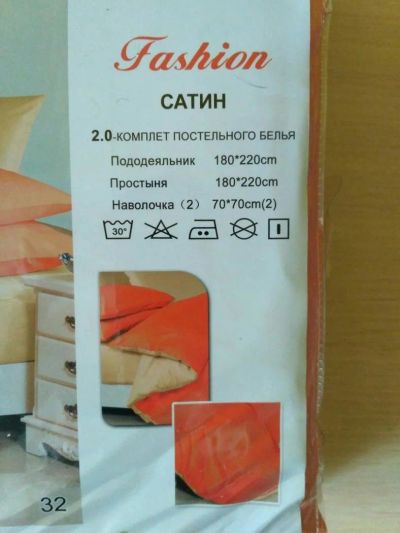 Fashion
САТИН
2.0-КОМПЛЕТ ПОСТЕЛЬНОГО БЕЛЬЯ
Пододеяльник 180*220cm
Простыня 180*220cm
Наволочка (2) 70*70cm(2)
30°
32